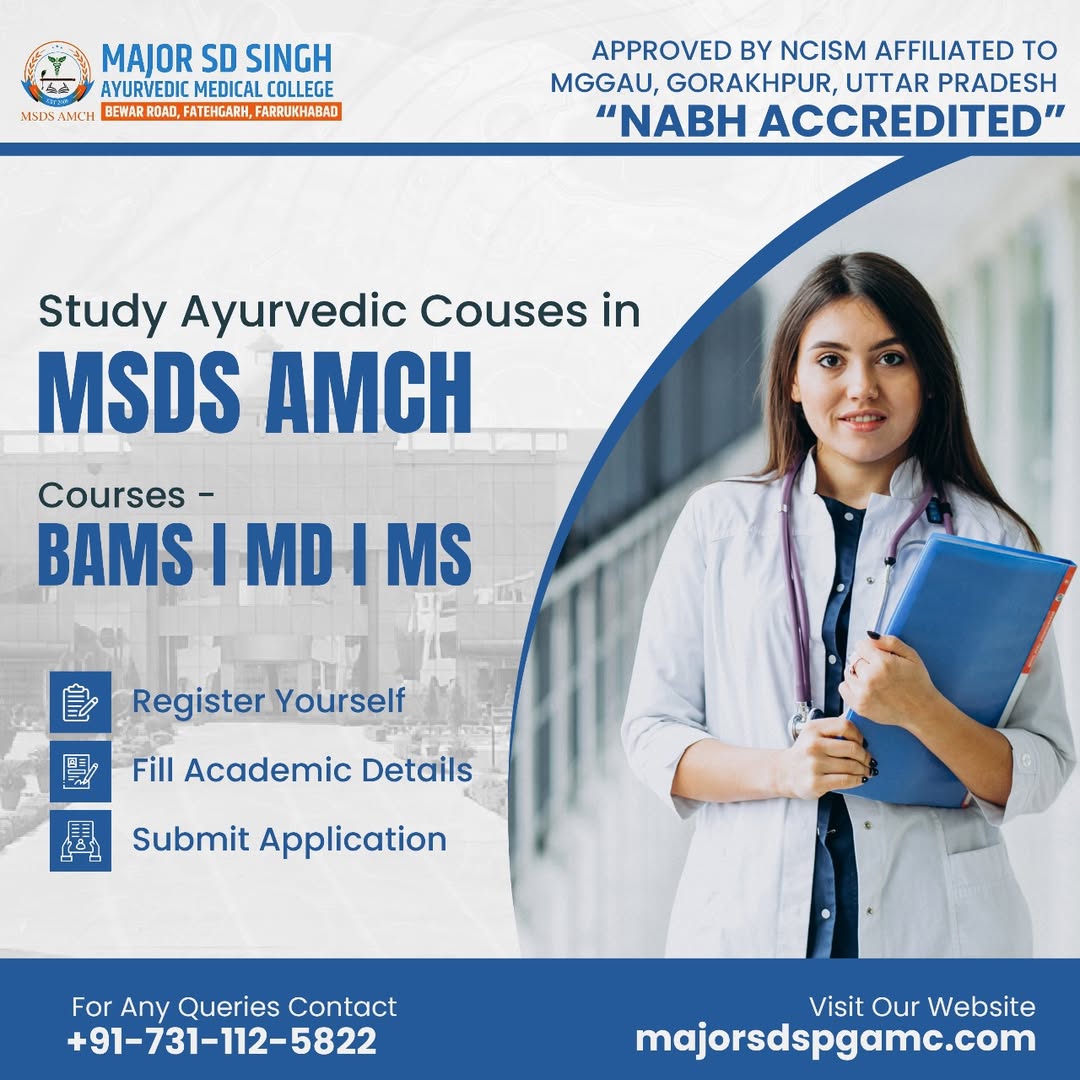 MAJOR SD SINGH
AYURVEDIC MEDICAL COLLEGE
BEWAR ROAD, FATEHGARH, FARRUKHABAD
MSDS AMCH
EST 2008
APPROVED BY NCISM AFFILIATED TO
MGGAU, GORAKHPUR, UTTAR PRADESH
“NABH ACCREDITED”
Study Ayurvedic Couses in
MSDS AMCH
Courses -
BAMS I MD I MS
Register Yourself
Fill Academic Details
Submit Application
For Any Queries Contact
+91-731-112-5822
Visit Our Website
majorsdspgamc.com